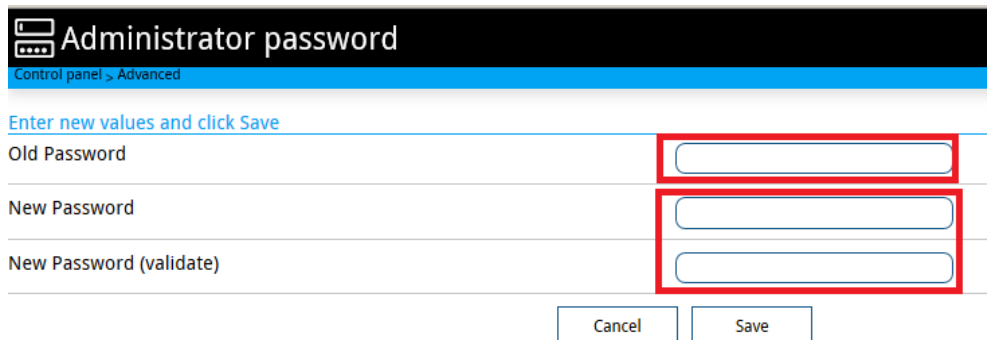 Administrator password
Control panel > Advanced
Enter new values and click Save
Old Password
New Password
New Password (validate)
Cancel Save